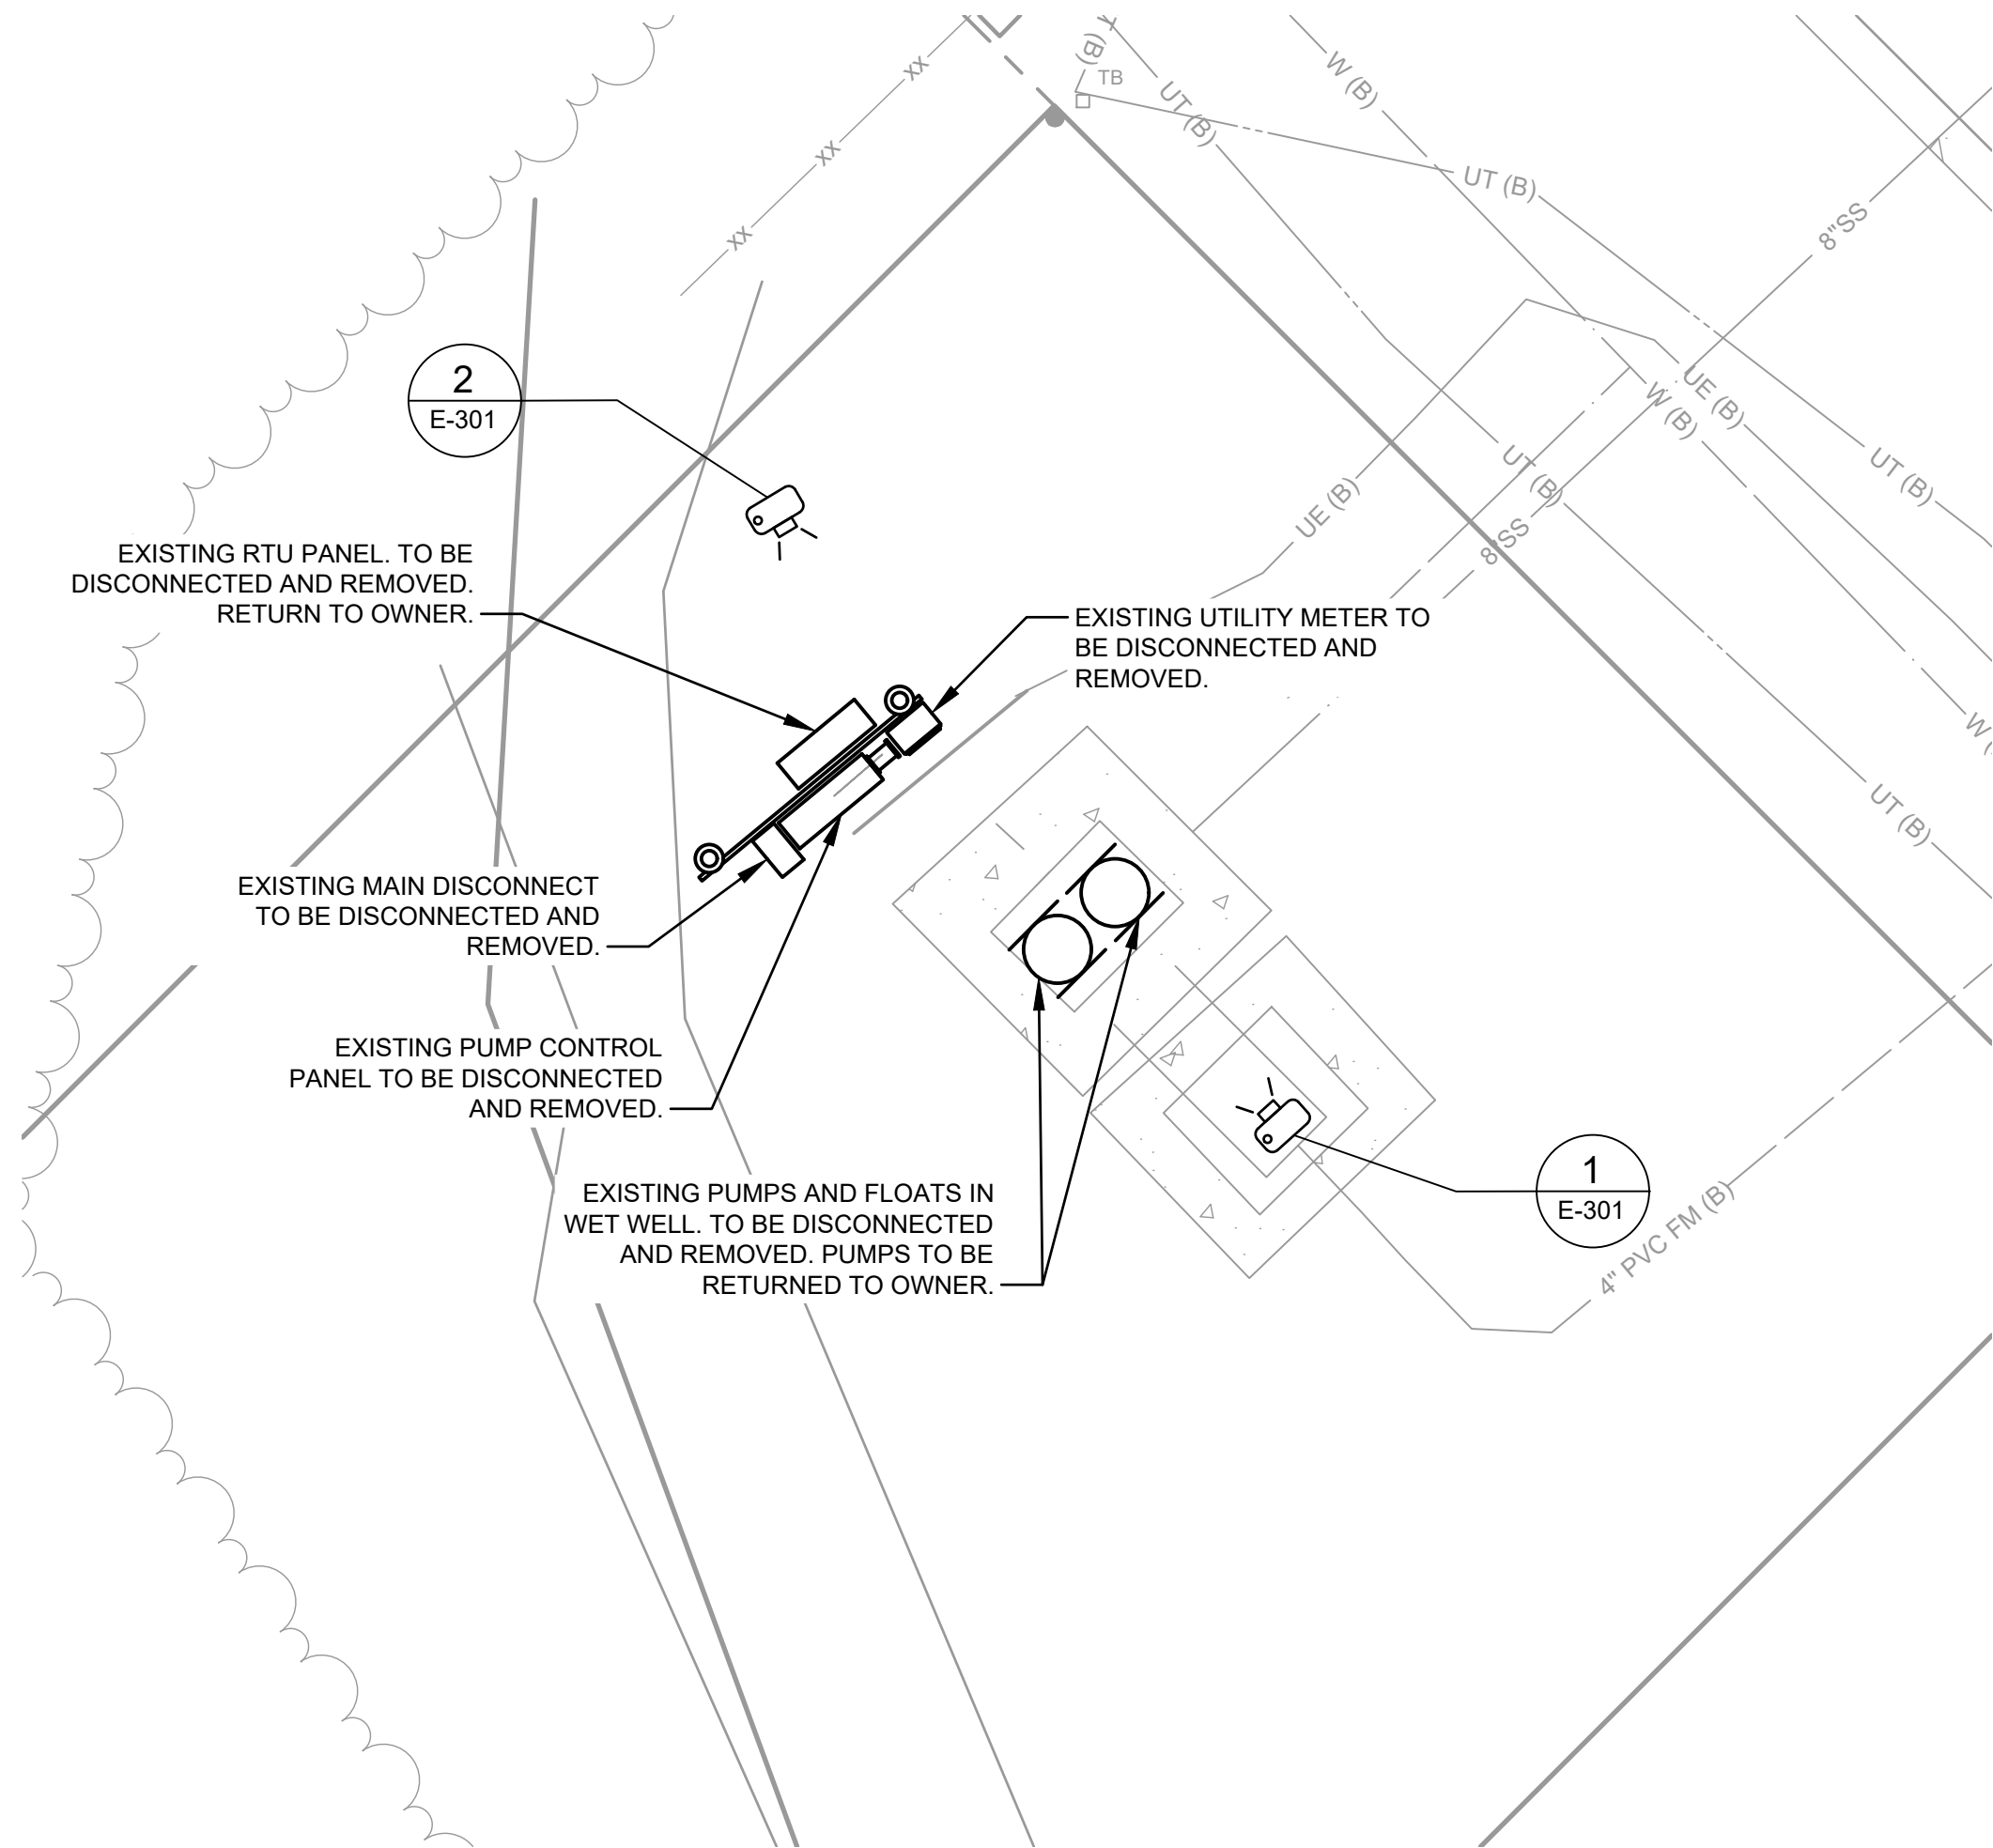 Y (B)
TB
UT (B)
W (B)
UT (B)
8"SS
xx
xx
xx
2
E-301
UE (B)
W (B)
UT (B)
UT (B)
UE (B)
8"SS
EXISTING RTU PANEL. TO BE
DISCONNECTED AND REMOVED.
RETURN TO OWNER.
EXISTING UTILITY METER TO
BE DISCONNECTED AND
REMOVED.
UT (B)
EXISTING MAIN DISCONNECT
TO BE DISCONNECTED AND
REMOVED.
EXISTING PUMP CONTROL
PANEL TO BE DISCONNECTED
AND REMOVED.
EXISTING PUMPS AND FLOATS IN
WET WELL. TO BE DISCONNECTED
AND REMOVED. PUMPS TO BE
RETURNED TO OWNER.
1
E-301
4" PVC FM (B)